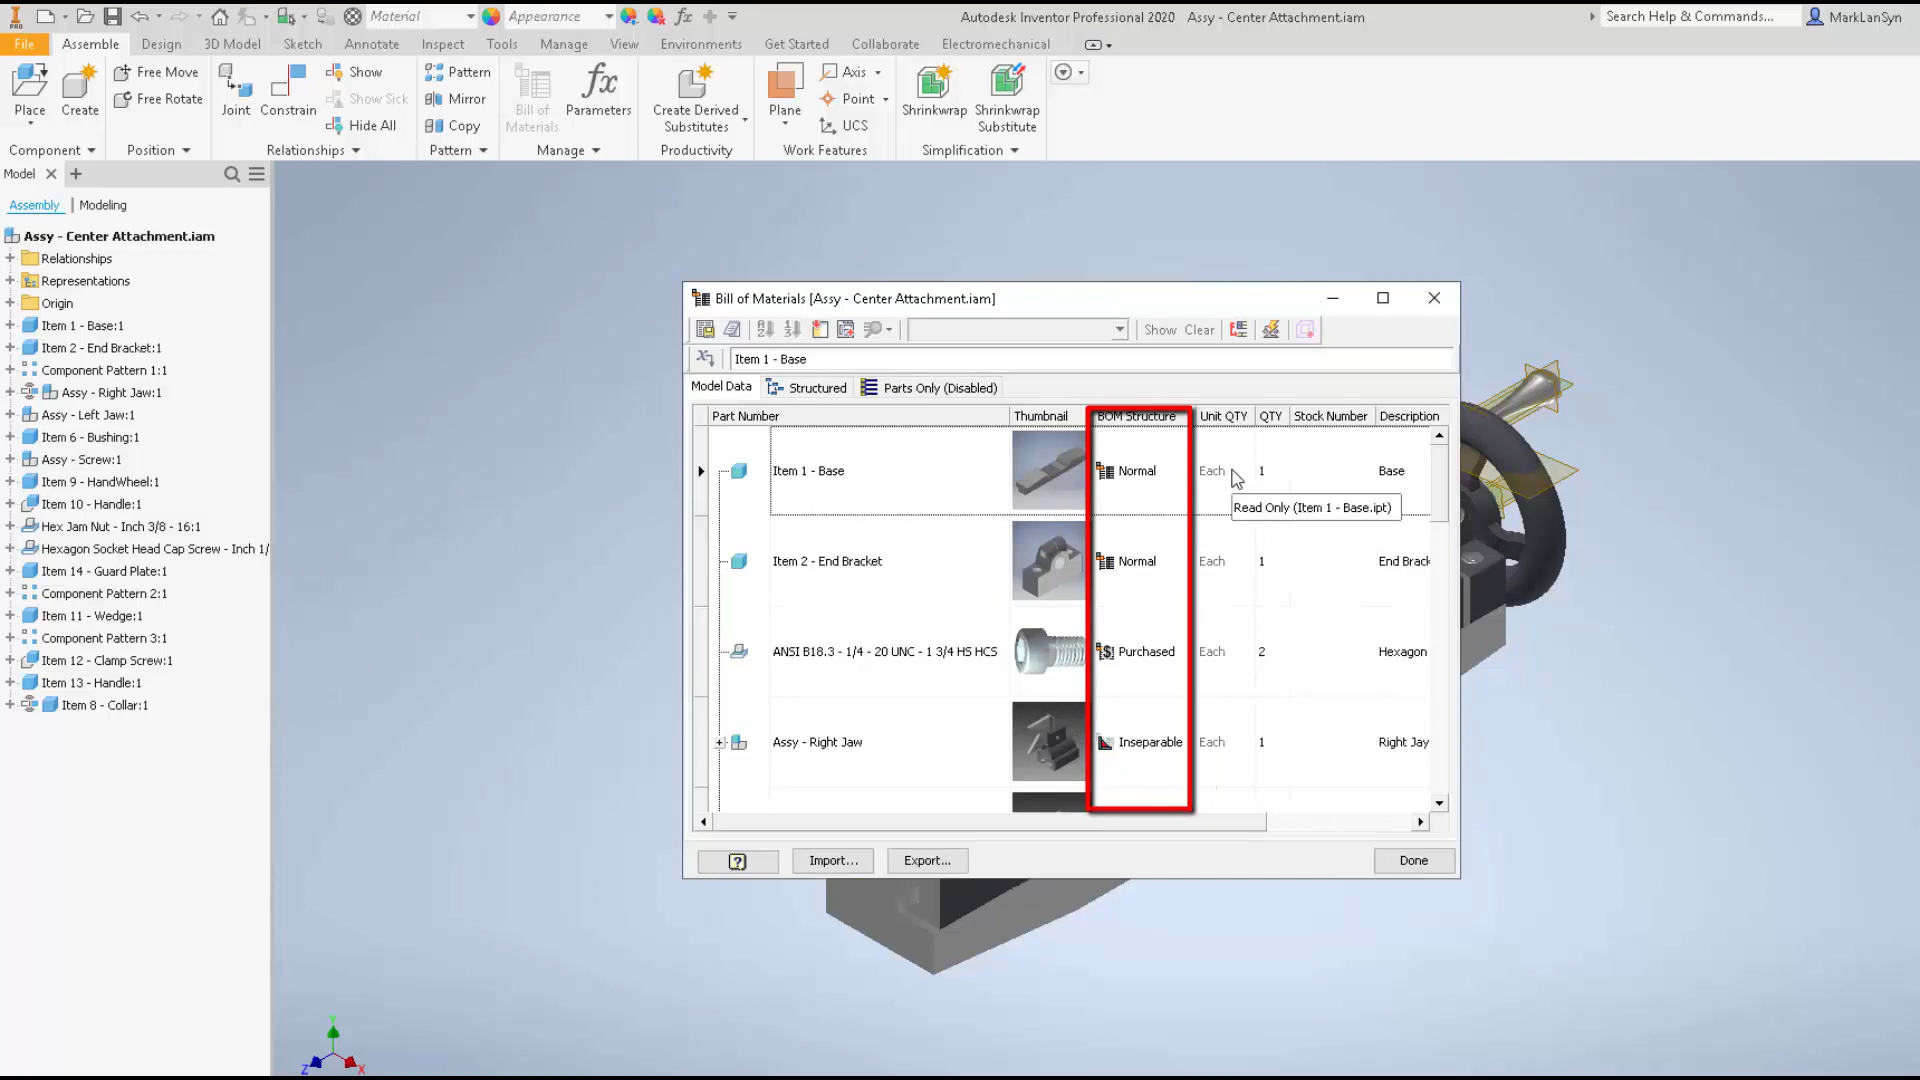 Material
Appearance
Autodesk Inventor Professional 2020 Assy - Center Attachment.iam
Search Help & Commands...
MarkLanSyn
File Assemble Design 3D Model Sketch Annotate Inspect Tools Manage View Environments Get Started Collaborate Electromechanical
Place
Create
Free Move
Free Rotate
Joint
Constrain
Show
Show Sick
Hide All
Pattern
Mirror
Copy
Bill of
Materials
fx
Parameters
Create Derived
Substitutes
Plane
Axis
Point
UCS
Shrinkwrap
Shrinkwrap
Substitute
Component Position Relationships Pattern Manage Productivity Work Features Simplification
Model
Assembly | Modeling
Assy - Center Attachment.iam
Relationships
Representations
Origin
Item 1 - Base:1
Item 2 - End Bracket:1
Component Pattern 1:1
Assy - Right Jaw:1
Assy - Left Jaw:1
Item 6 - Bushing:1
Assy - Screw:1
Item 9 - HandWheel:1
Item 10 - Handle:1
Hex Jam Nut - Inch 3/8 - 16:1
Hexagon Socket Head Cap Screw - Inch 1/
Item 14 - Guard Plate:1
Component Pattern 2:1
Item 11 - Wedge:1
Component Pattern 3:1
Item 12 - Clamp Screw:1
Item 13 - Handle:1
Item 8 - Collar:1
Bill of Materials [Assy - Center Attachment.iam]
Show Clear
Item 1 - Base
Model Data Structured Parts Only (Disabled)
Part Number Thumbnail BOM Structure Unit QTY QTY Stock Number Description
Item 1 - Base Normal Each 1 Base
Read Only (Item 1 - Base.ipt)
Item 2 - End Bracket Normal Each 1 End Brack
ANSI B18.3 - 1/4 - 20 UNC - 1 3/4 HS HCS Purchased Each 2 Hexagon
Assy - Right Jaw Inseparable Each 1 Right Jay
? Import... Export... Done
Y
Z X